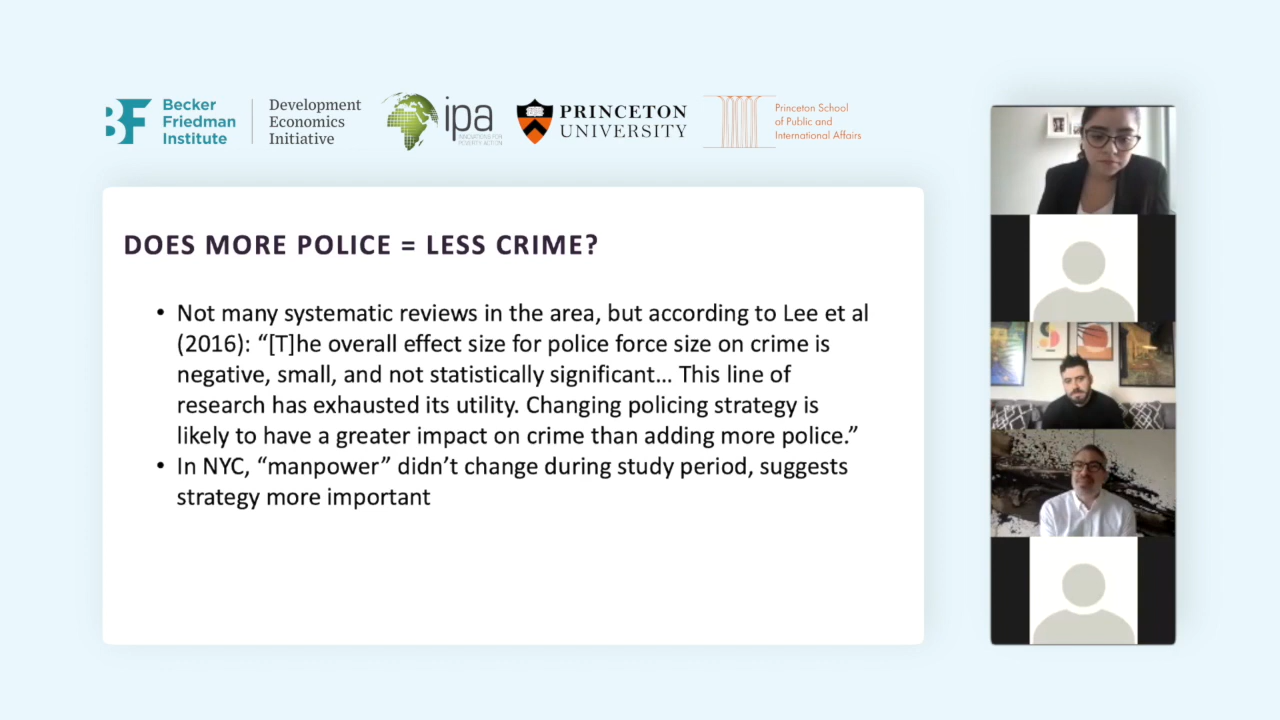 Becker
Friedman
Institute
Development
Economics
Initiative
ipa
INNOVATIONS FOR
POVERTY ACTION
PRINCETON
UNIVERSITY
Princeton School
of Public and
International Affairs
DOES MORE POLICE = LESS CRIME?
• Not many systematic reviews in the area, but according to Lee et al
(2016): “[T]he overall effect size for police force size on crime is
negative, small, and not statistically significant… This line of
research has exhausted its utility. Changing policing strategy is
likely to have a greater impact on crime than adding more police.”
• In NYC, “manpower” didn’t change during study period, suggests
strategy more important